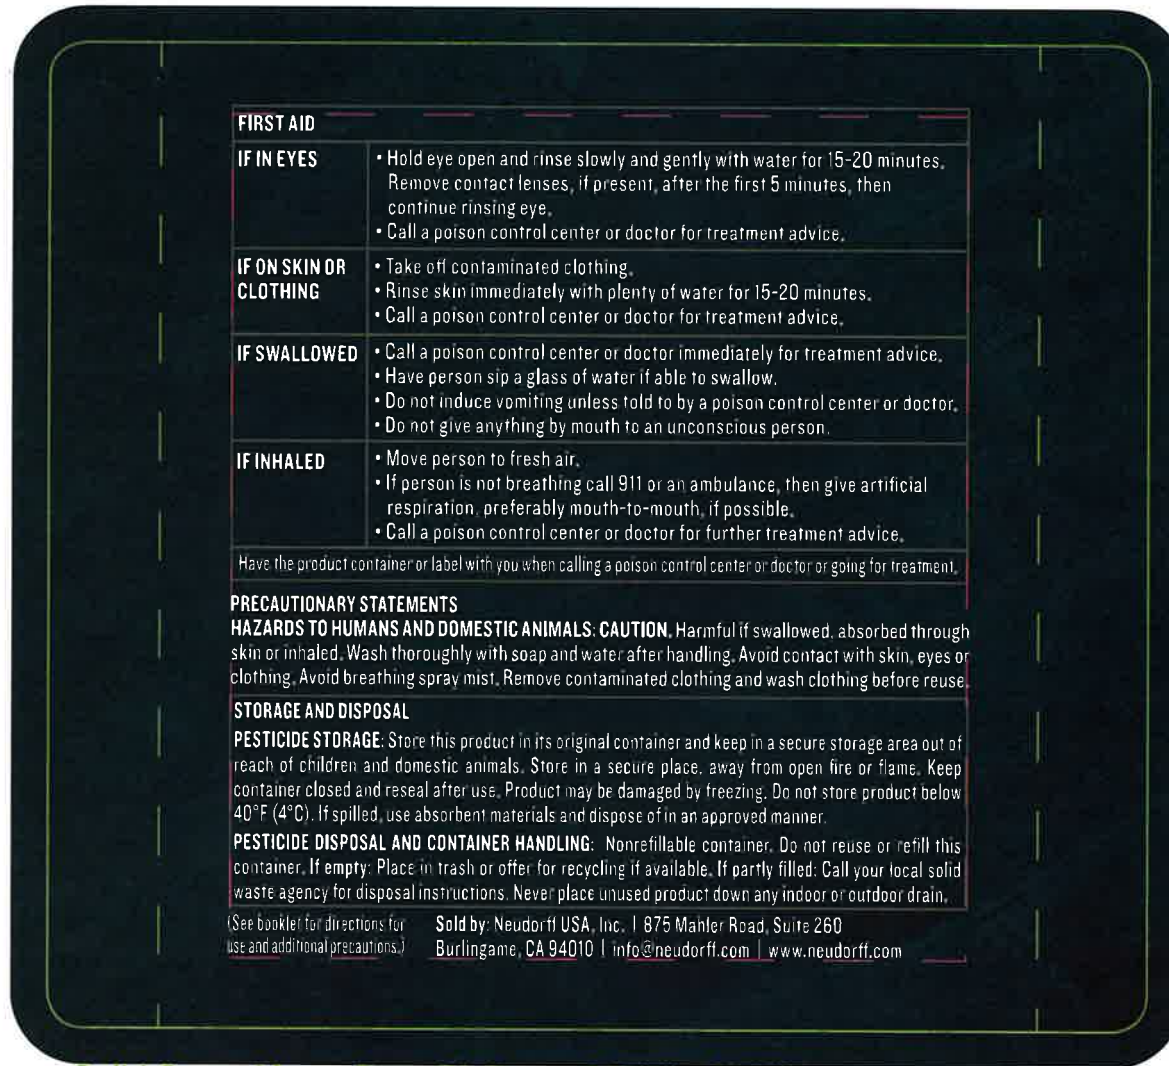 FIRST AID
IF IN EYES
• Hold eye open and rinse slowly and gently with water for 15-20 minutes.
Remove contact lenses, if present, after the first 5 minutes, then
continue rinsing eye.
• Call a poison control center or doctor for treatment advice.
IF ON SKIN OR
CLOTHING
• Take off contaminated clothing.
• Rinse skin immediately with plenty of water for 15-20 minutes.
• Call a poison control center or doctor for treatment advice.
IF SWALLOWED
• Call a poison control center or doctor immediately for treatment advice.
• Have person sip a glass of water if able to swallow.
• Do not induce vomiting unless told to by a poison control center or doctor.
• Do not give anything by mouth to an unconscious person.
IF INHALED
• Move person to fresh air.
• If person is not breathing call 911 or an ambulance, then give artificial
respiration, preferably mouth-to-mouth, if possible.
• Call a poison control center or doctor for further treatment advice.
Have the product container or label with you when calling a poison control center or doctor or going for treatment.
PRECAUTIONARY STATEMENTS
HAZARDS TO HUMANS AND DOMESTIC ANIMALS: CAUTION. Harmful if swallowed, absorbed through
skin or inhaled. Wash thoroughly with soap and water after handling. Avoid contact with skin, eyes or
clothing. Avoid breathing spray mist. Remove contaminated clothing and wash clothing before reuse.
STORAGE AND DISPOSAL
PESTICIDE STORAGE: Store this product in its original container and keep in a secure storage area out of
reach of children and domestic animals. Store in a secure place, away from open fire or flame. Keep
container closed and reseal after use. Product may be damaged by freezing. Do not store product below
40°F (4°C). If spilled, use absorbent materials and dispose of in an approved manner.
PESTICIDE DISPOSAL AND CONTAINER HANDLING: Nonrefillable container. Do not reuse or refill this
container. If empty: Place in trash or offer for recycling if available. If partly filled: Call your local solid
waste agency for disposal instructions. Never place unused product down any indoor or outdoor drain.
(See booklet for directions for
use and additional precautions.)
Sold by: Neudorff USA, Inc. | 875 Mahler Road, Suite 260
Burlingame, CA 94010 | info@neudorff.com | www.neudorff.com